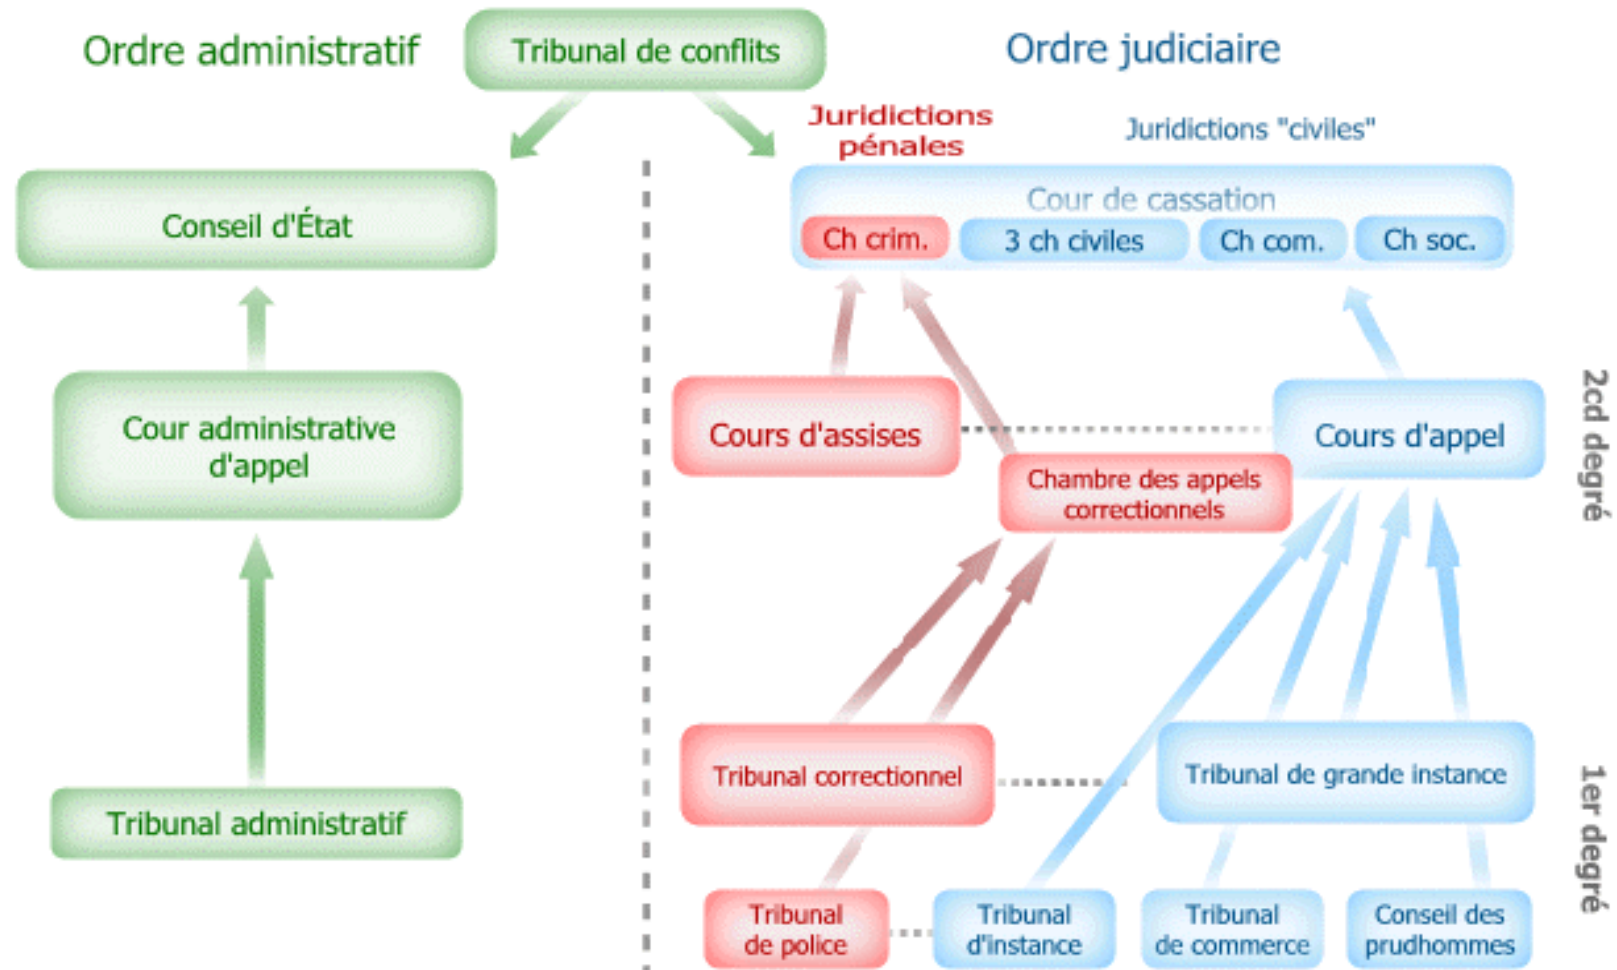 Ordre administratif
Tribunal de conflits
Ordre judiciaire
Juridictions
pénales
Juridictions "civiles"
Conseil d'État
Cour de cassation
Ch crim.
3 ch civiles
Ch com.
Ch soc.
Cour administrative
d'appel
Cours d'assises
Cours d'appel
Chambre des appels
correctionnels
2cd degré
Tribunal administratif
Tribunal correctionnel
Tribunal de grande instance
1er degré
Tribunal
de police
Tribunal
d'instance
Tribunal
de commerce
Conseil des
prudhommes